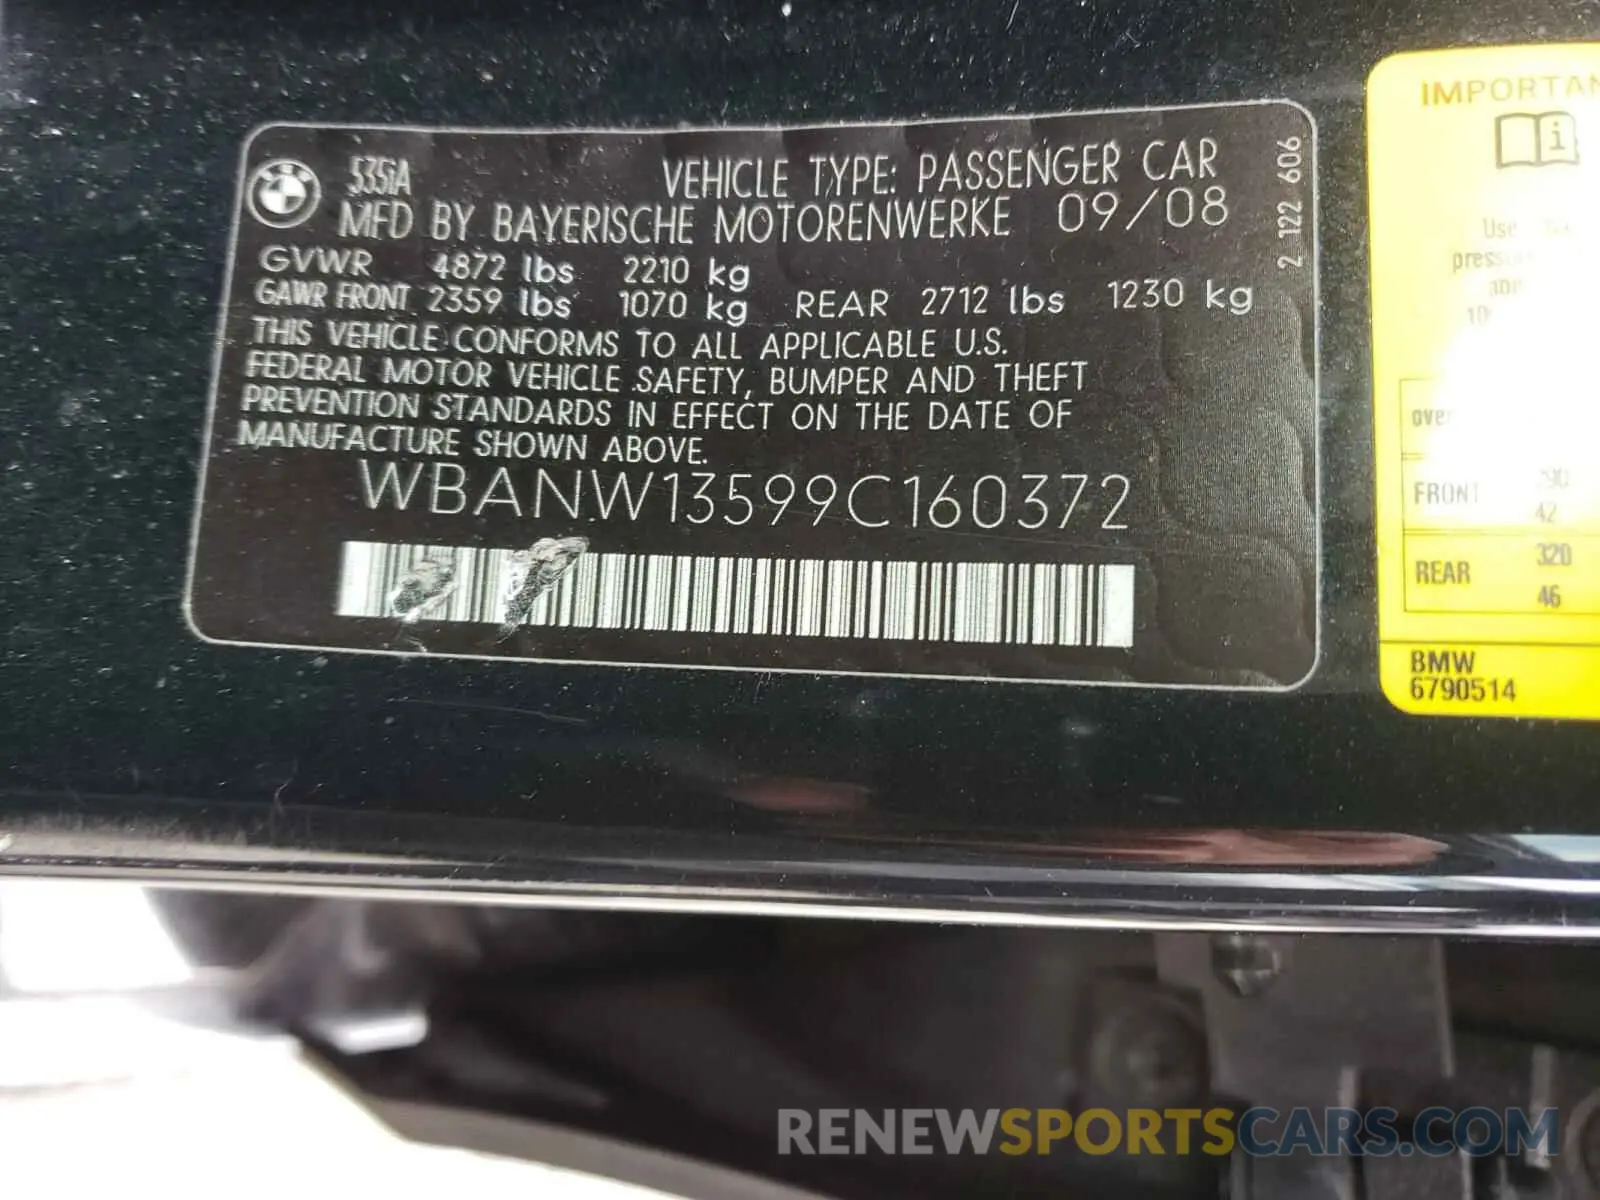 535iA
VEHICLE TYPE: PASSENGER CAR
MFD BY BAYERISCHE MOTORENWERKE 09/08
GVWR 4872 lbs 2210 kg
GAWR FRONT 2359 lbs 1070 kg REAR 2712 lbs 1230 kg
THIS VEHICLE CONFORMS TO ALL APPLICABLE U.S.
FEDERAL MOTOR VEHICLE SAFETY, BUMPER AND THEFT
PREVENTION STANDARDS IN EFFECT ON THE DATE OF
MANUFACTURE SHOWN ABOVE.
WBANW13599C160372
2 122 606
Use
FRONT
42
REAR 320
46
BMW
6790514
RENEWSPORTSCARS.COM